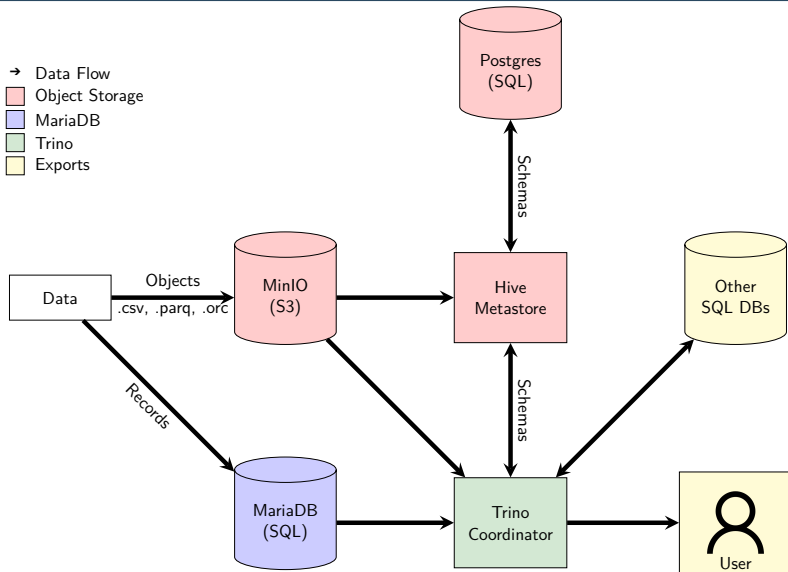 Postgres
(SQL)
→ Data Flow
Object Storage
MariaDB
Trino
Exports
Schemas
Objects
.csv, .parq, .orc
Data
MinIO
(S3)
Hive
Metastore
Other
SQL DBs
Records
Schemas
MariaDB
(SQL)
Trino
Coordinator
User